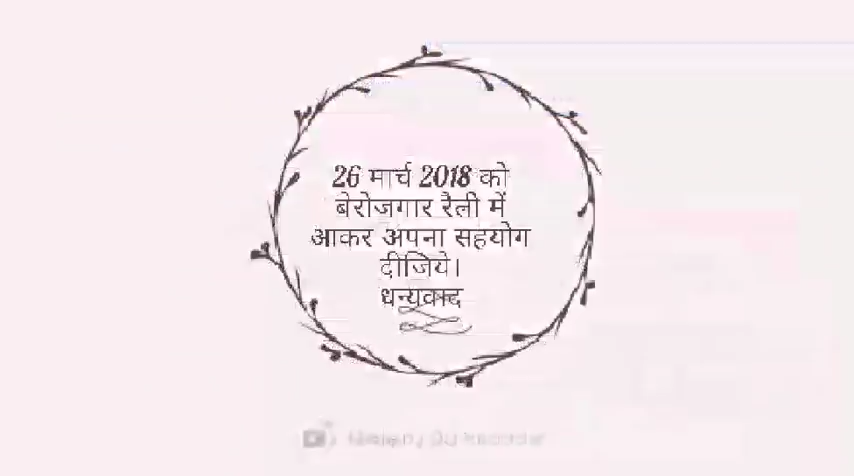 26 मार्च 2018 को
बेरोजगार रैली में
आकर अपना सहयोग
दीजिये।
धन्यवाद